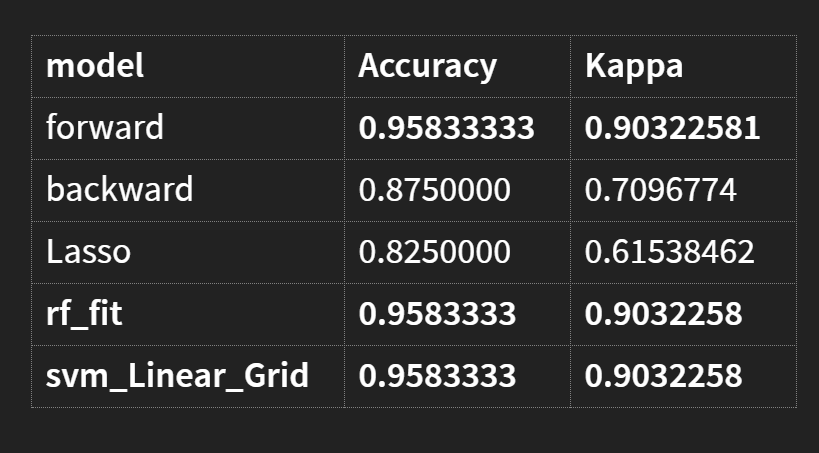 model Accuracy Kappa
forward 0.95833333 0.90322581
backward 0.8750000 0.7096774
Lasso 0.8250000 0.61538462
rf_fit 0.9583333 0.9032258
svm_Linear_Grid 0.9583333 0.9032258